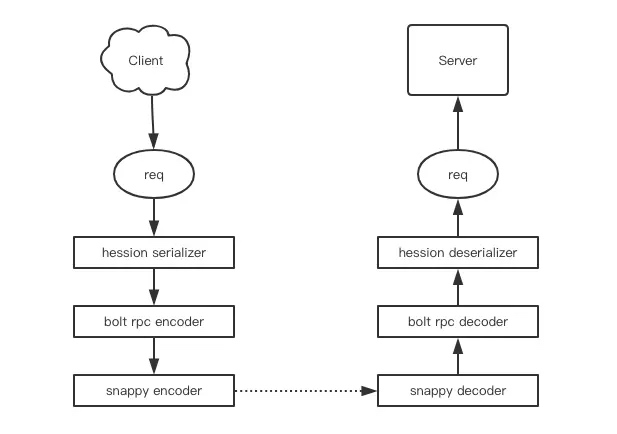 Client
Server
req
req
hession serializer
hession deserializer
bolt rpc encoder
bolt rpc decoder
snappy encoder
snappy decoder